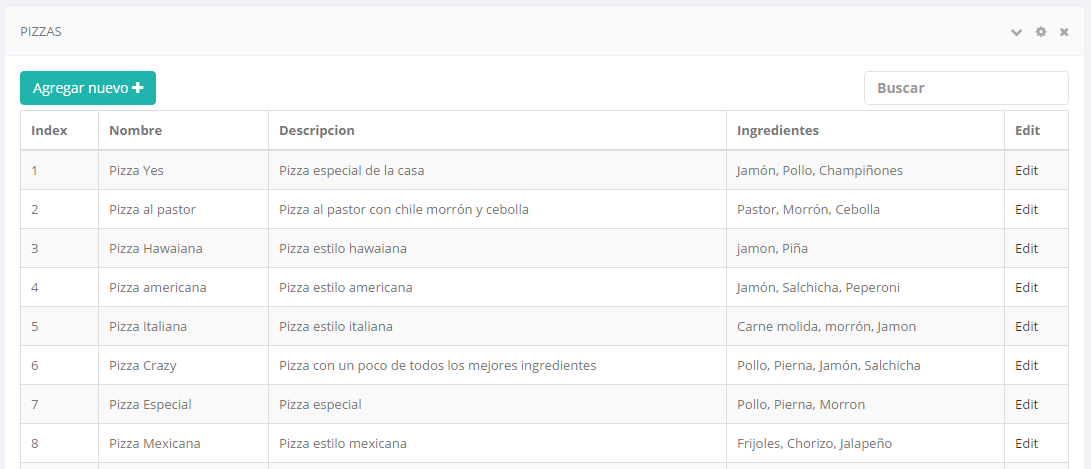 PIZZAS
Agregar nuevo
Buscar
Index Nombre Descripcion Ingredientes Edit
1 Pizza Yes Pizza especial de la casa Jamón, Pollo, Champiñones Edit
2 Pizza al pastor Pizza al pastor con chile morrón y cebolla Pastor, Morrón, Cebolla Edit
3 Pizza Hawaiana Pizza estilo hawaiana jamon, Piña Edit
4 Pizza americana Pizza estilo americana Jamón, Salchicha, Peperoni Edit
5 Pizza Italiana Pizza estilo italiana Carne molida, morrón, Jamon Edit
6 Pizza Crazy Pizza con un poco de todos los mejores ingredientes Pollo, Pierna, Jamón, Salchicha Edit
7 Pizza Especial Pizza especial Pollo, Pierna, Morron Edit
8 Pizza Mexicana Pizza estilo mexicana Frijoles, Chorizo, Jalapeño Edit